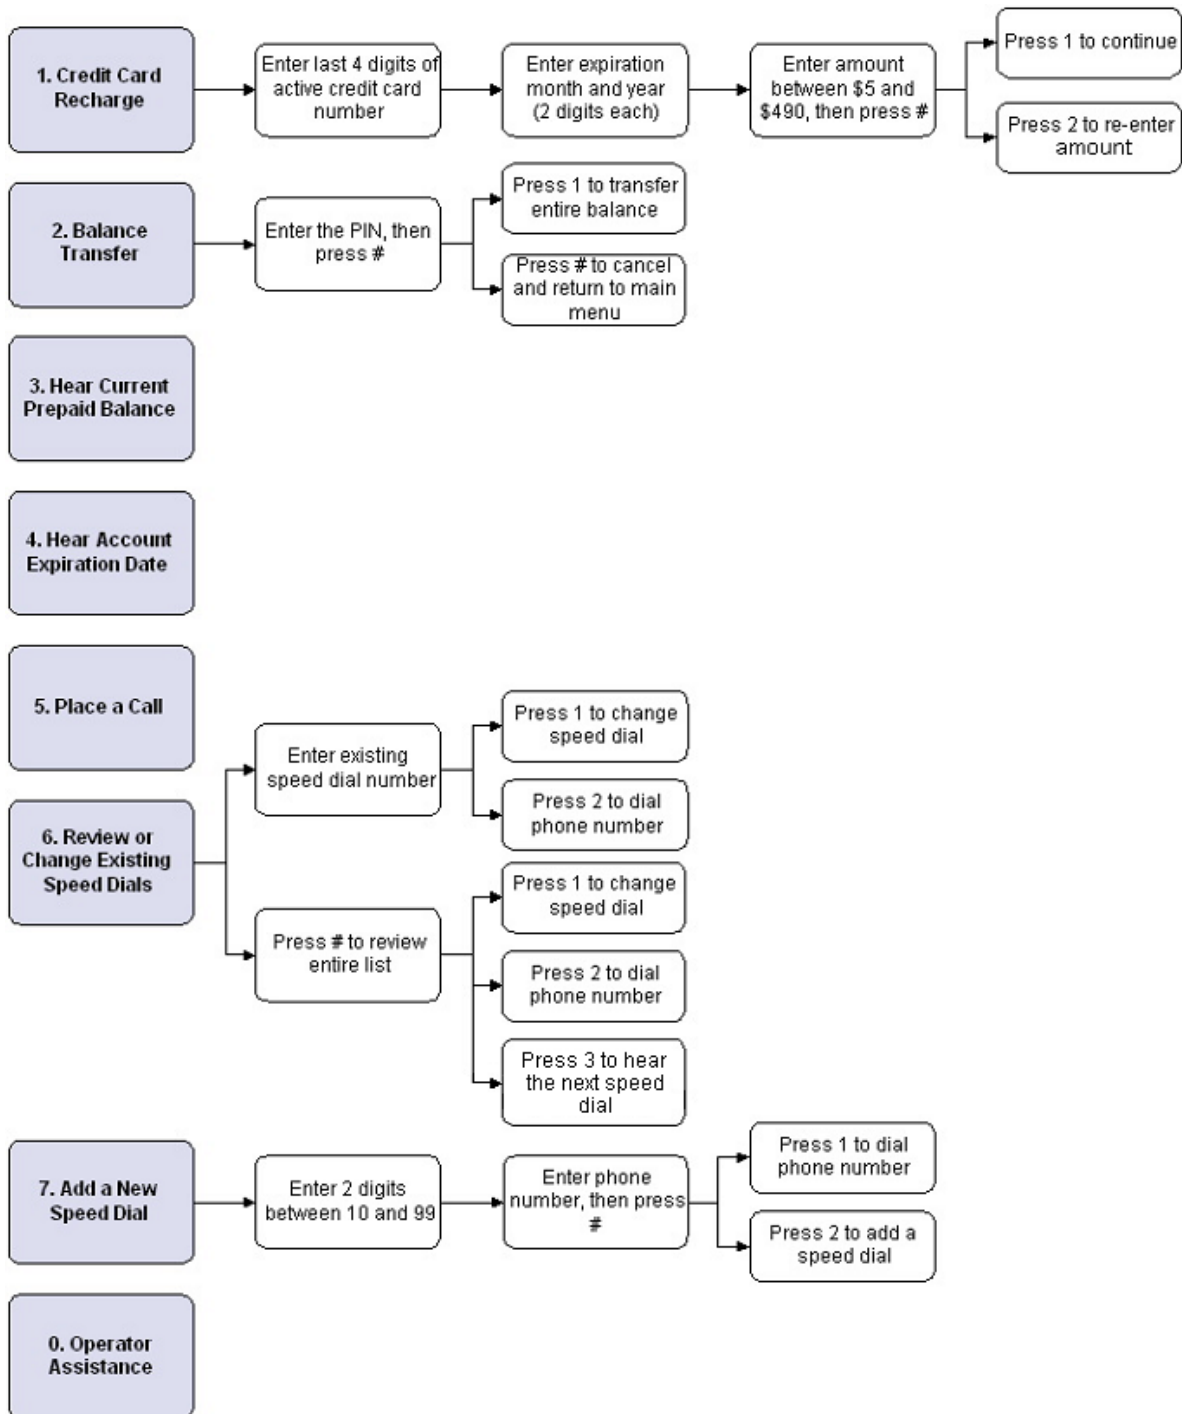 1. Credit Card
Recharge
Enter last 4 digits of
active credit card
number
Enter expiration
month and year
(2 digits each)
Enter amount
between $5 and
$490, then press #
Press 1 to continue
Press 2 to re-enter
amount
2. Balance
Transfer
Enter the PIN, then
press #
Press 1 to transfer
entire balance
Press # to cancel
and return to main
menu
3. Hear Current
Prepaid Balance
4. Hear Account
Expiration Date
5. Place a Call
6. Review or
Change Existing
Speed Dials
Enter existing
speed dial number
Press 1 to change
speed dial
Press 2 to dial
phone number
Press # to review
entire list
Press 1 to change
speed dial
Press 2 to dial
phone number
Press 3 to hear
the next speed
dial
7. Add a New
Speed Dial
Enter 2 digits
between 10 and 99
Enter phone
number, then press
#
Press 1 to dial
phone number
Press 2 to add a
speed dial
0. Operator
Assistance